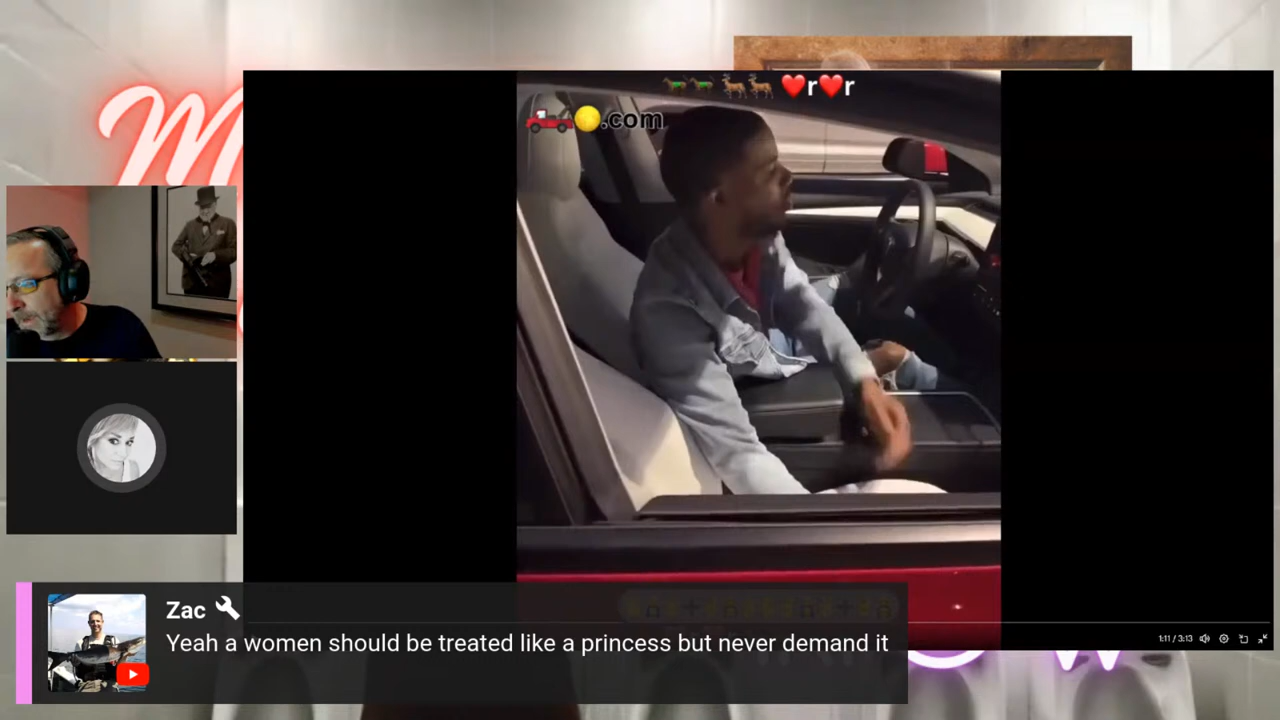 M
r r
.com
1:11 / 3:13
Zac
Yeah a women should be treated like a princess but never demand it